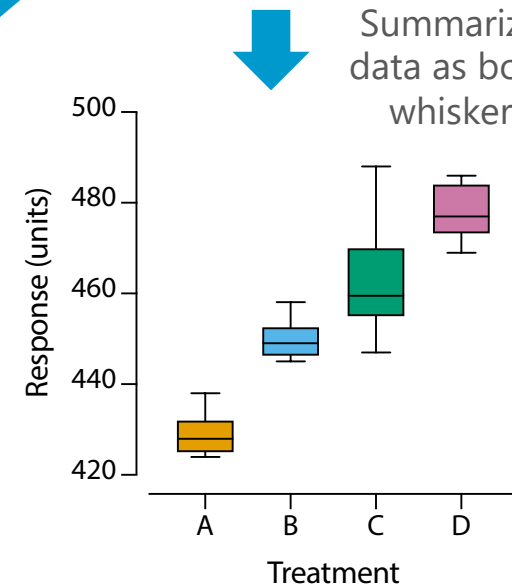 Summariz
data as bo
whisker
500
480
460
440
420
Response (units)
A B C D
Treatment